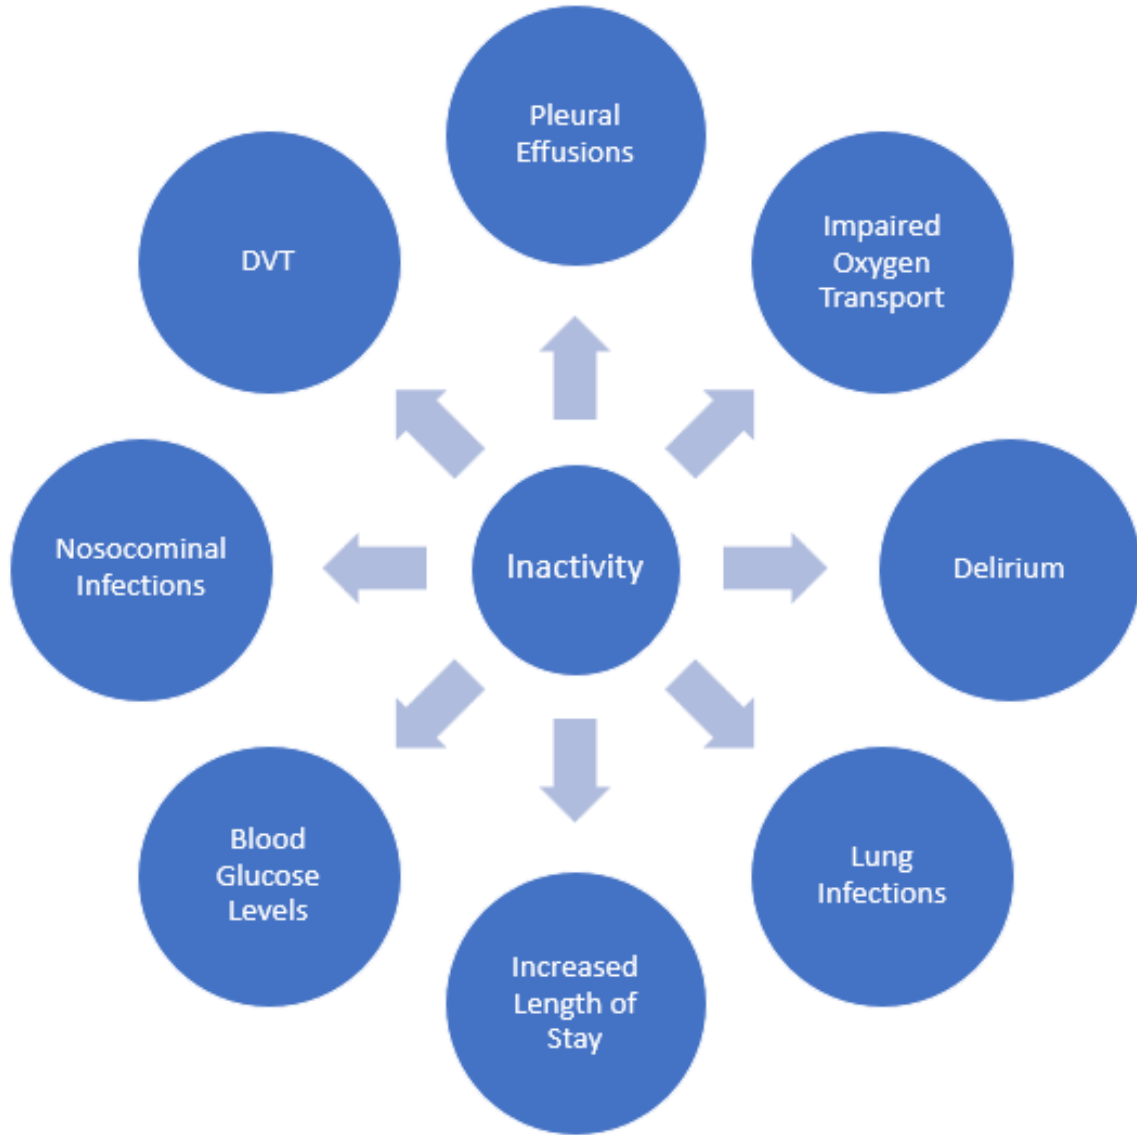 Pleural
Effusions
Impaired
Oxygen
Transport
Delirium
Lung
Infections
Increased
Length of
Stay
Blood
Glucose
Levels
Nosocominal
Infections
DVT
Inactivity